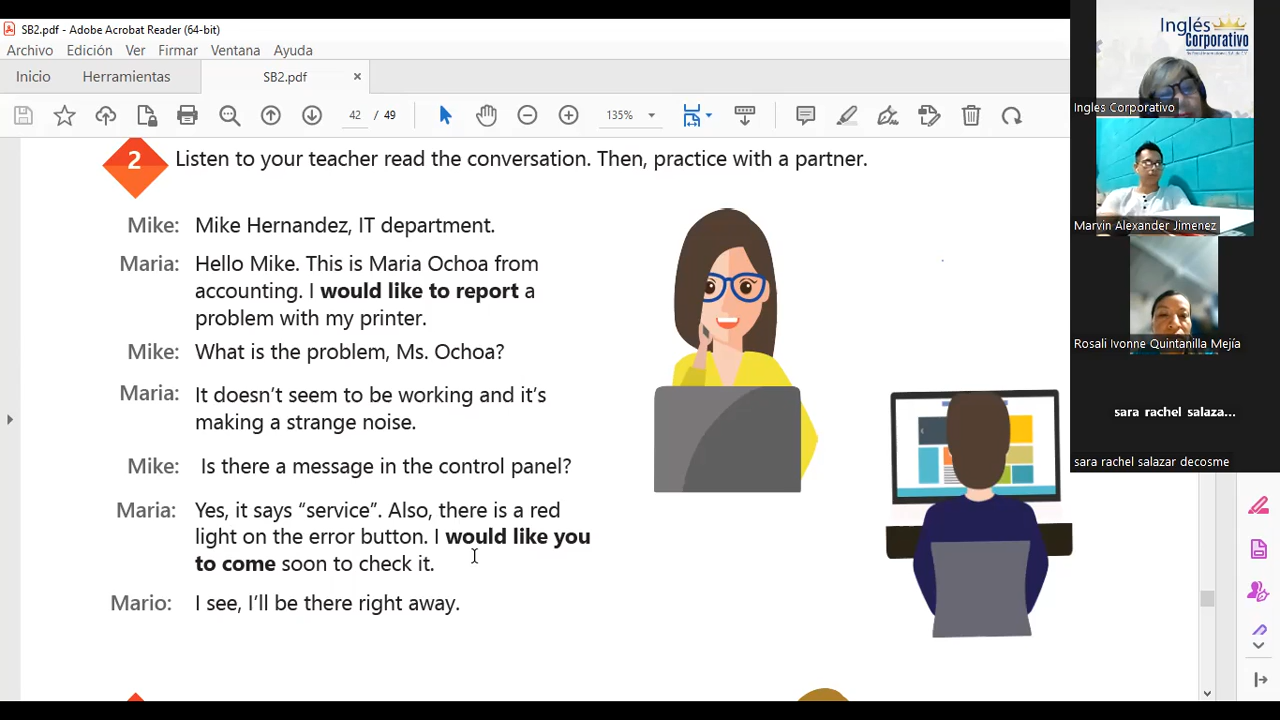 SB2.pdf - Adobe Acrobat Reader (64-bit)
Archivo Edición Ver Firmar Ventana Ayuda
Inicio Herramientas SB2.pdf ×
42 / 49 135%
2 Listen to your teacher read the conversation. Then, practice with a partner.
Mike: Mike Hernandez, IT department.
Maria: Hello Mike. This is Maria Ochoa from
accounting. I would like to report a
problem with my printer.
Mike: What is the problem, Ms. Ochoa?
Maria: It doesn't seem to be working and it's
making a strange noise.
Mike: Is there a message in the control panel?
Maria: Yes, it says “service”. Also, there is a red
light on the error button. I would like you
to come soon to check it.
Mario: I see, I'll be there right away.
Inglés
Corporativo
Ingles Corporativo
Marvin Alexander Jimenez
Rosali Ivonne Quintanilla Mejía
sara rachel salaza...
sara rachel salazar decosme